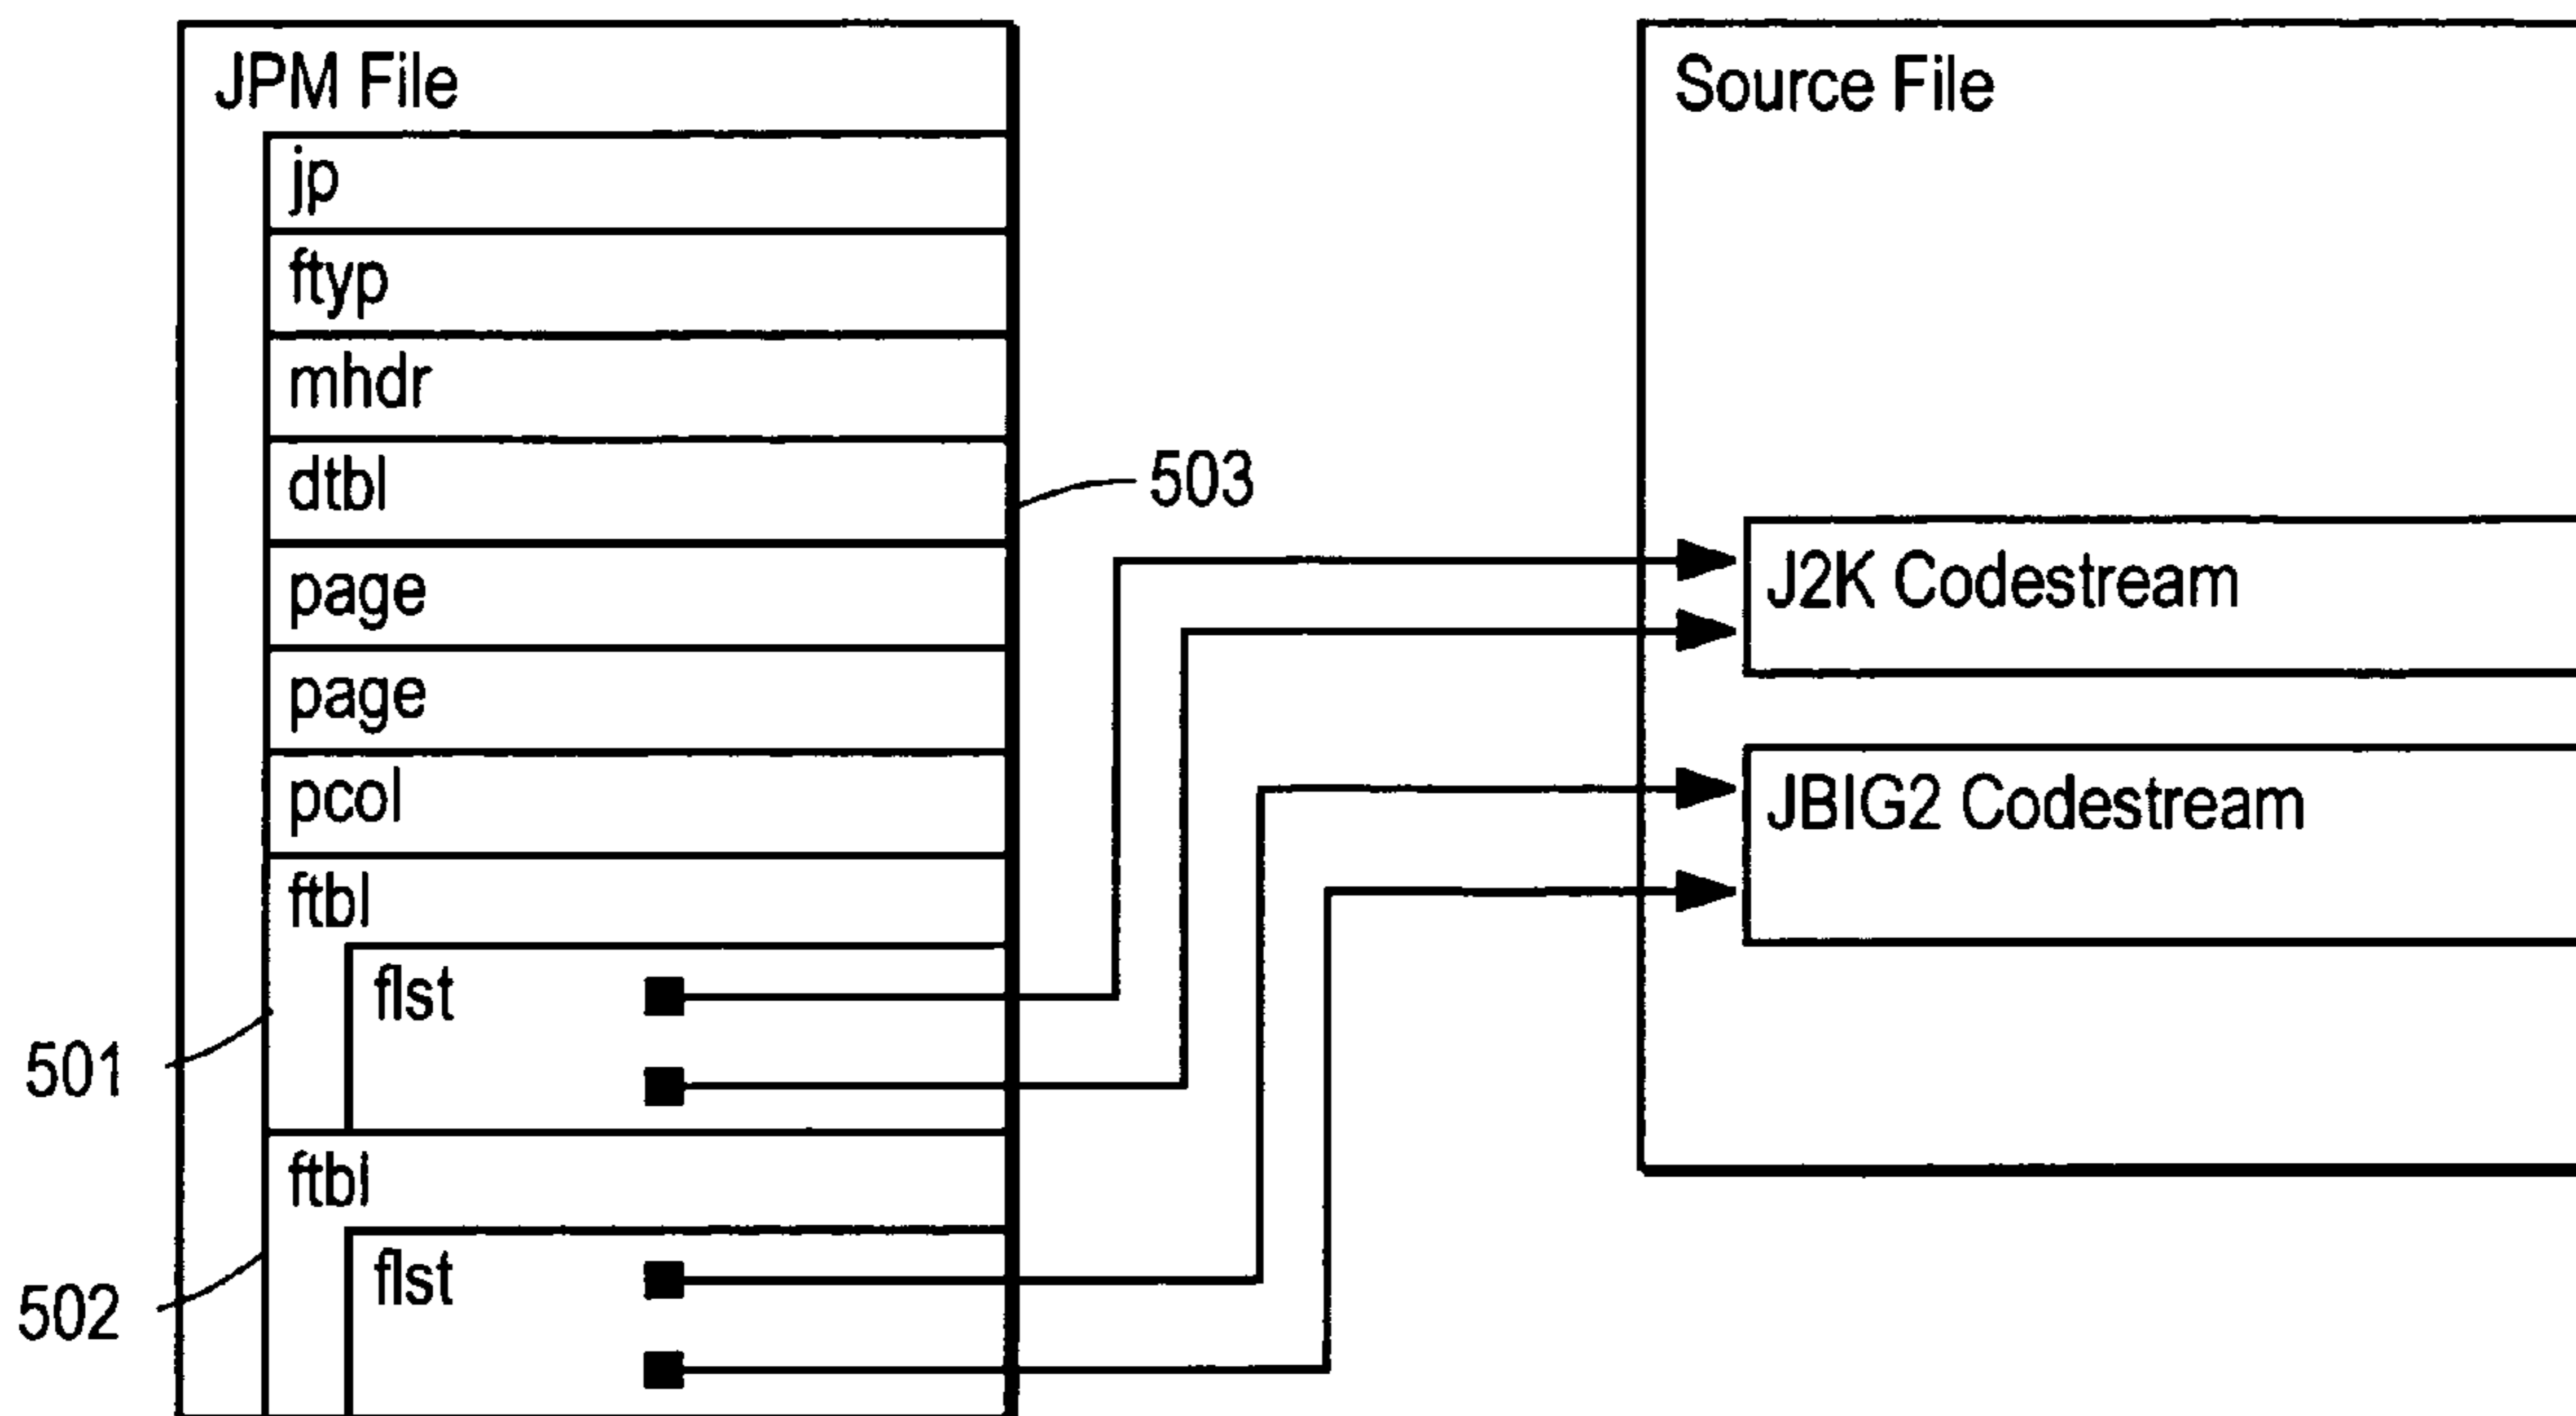 JPM File
jp
ftyp
mhdr
dtbl
503
page
page
pcol
ftbl
flst
501
ftbl
flst
502
Source File
J2K Codestream
JBIG2 Codestream